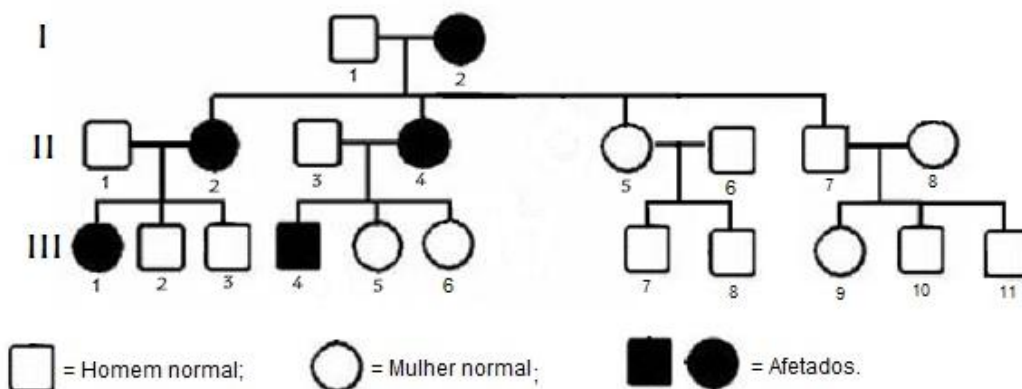 I
1 2
II
1 2 3 4 5 6 7 8
III
1 2 3 4 5 6 7 8 9 10 11
= Homem normal; = Mulher normal; = Afetados.